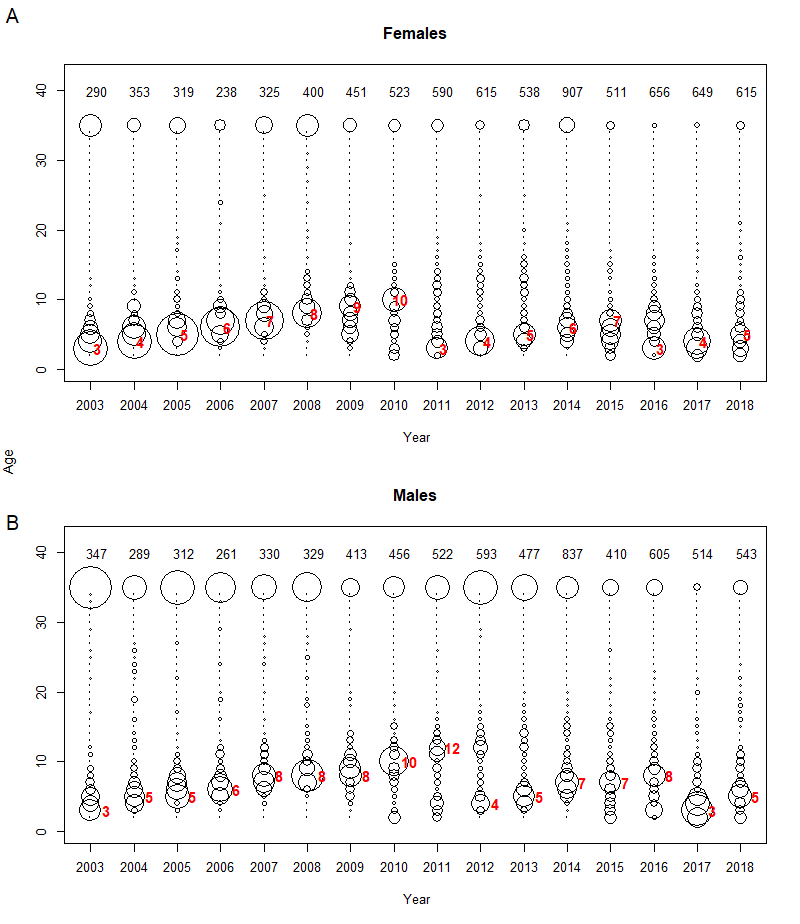 A
Females
290 353 319 238 325 400 451 523 590 615 538 907 511 656 649 615
40
30
20
10
0
3 4 5 6 7 8 9 10 3 4 5 6 7 3 4 5
2003 2004 2005 2006 2007 2008 2009 2010 2011 2012 2013 2014 2015 2016 2017 2018
Year
Age
Males
B
347 289 312 261 330 329 413 456 522 593 477 837 410 605 514 543
40
30
20
10
0
3 5 5 6 8 8 8 10 12 4 5 7 7 8 3 5
2003 2004 2005 2006 2007 2008 2009 2010 2011 2012 2013 2014 2015 2016 2017 2018
Year